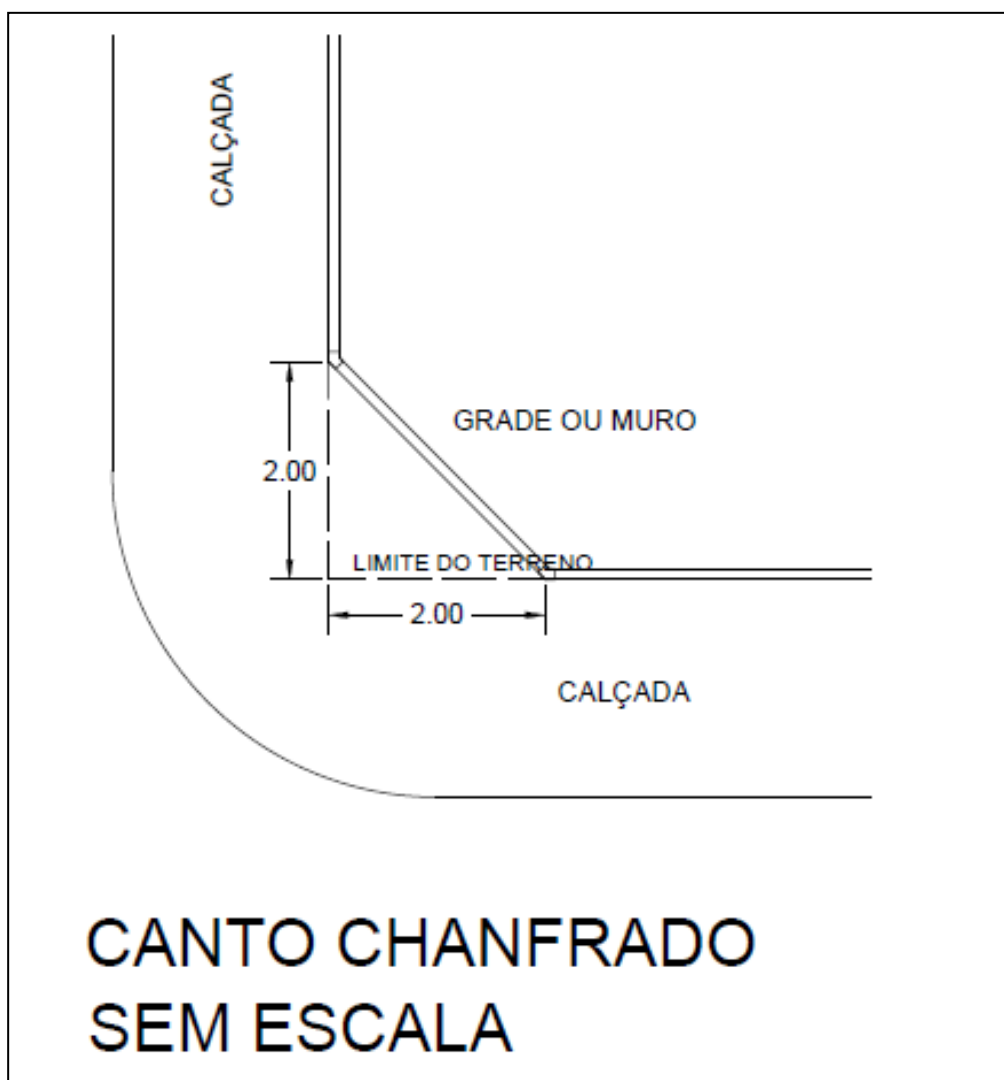 CALÇADA
GRADE OU MURO
2.00
LIMITE DO TERRENO
2.00
CALÇADA
CANTO CHANFRADO
SEM ESCALA